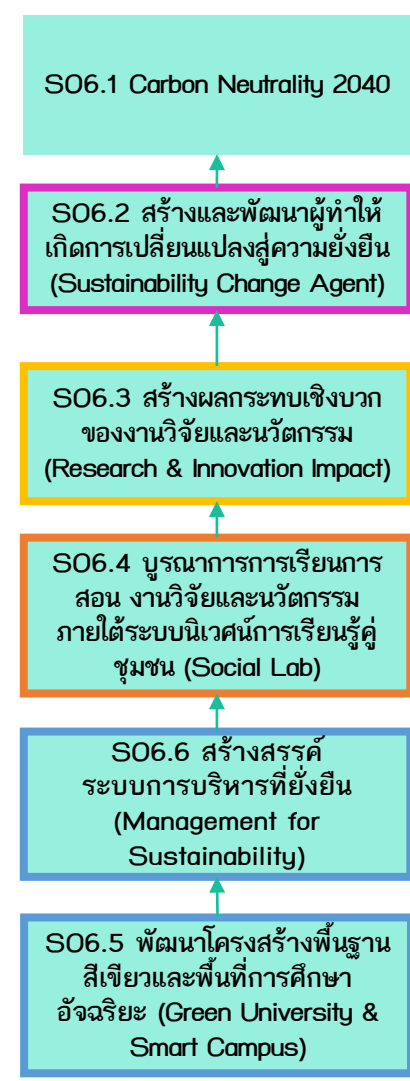 SO6.1 Carbon Neutrality 2040
SO6.2 สร้างและพัฒนาผู้ทำให้
เกิดการเปลี่ยนแปลงสู่ความยั่งยืน
(Sustainability Change Agent)
SO6.3 สร้างผลกระทบเชิงบวก
ของงานวิจัยและนวัตกรรม
(Research & Innovation Impact)
SO6.4 บูรณาการการเรียนการ
สอน งานวิจัยและนวัตกรรม
ภายใต้ระบบนิเวศน์การเรียนรู้คู่
ชุมชน (Social Lab)
SO6.6 สร้างสรรค์
ระบบการบริหารที่ยั่งยืน
(Management for
Sustainability)
SO6.5 พัฒนาโครงสร้างพื้นฐาน
สีเขียวและพื้นที่การศึกษา
อัจฉริยะ (Green University &
Smart Campus)